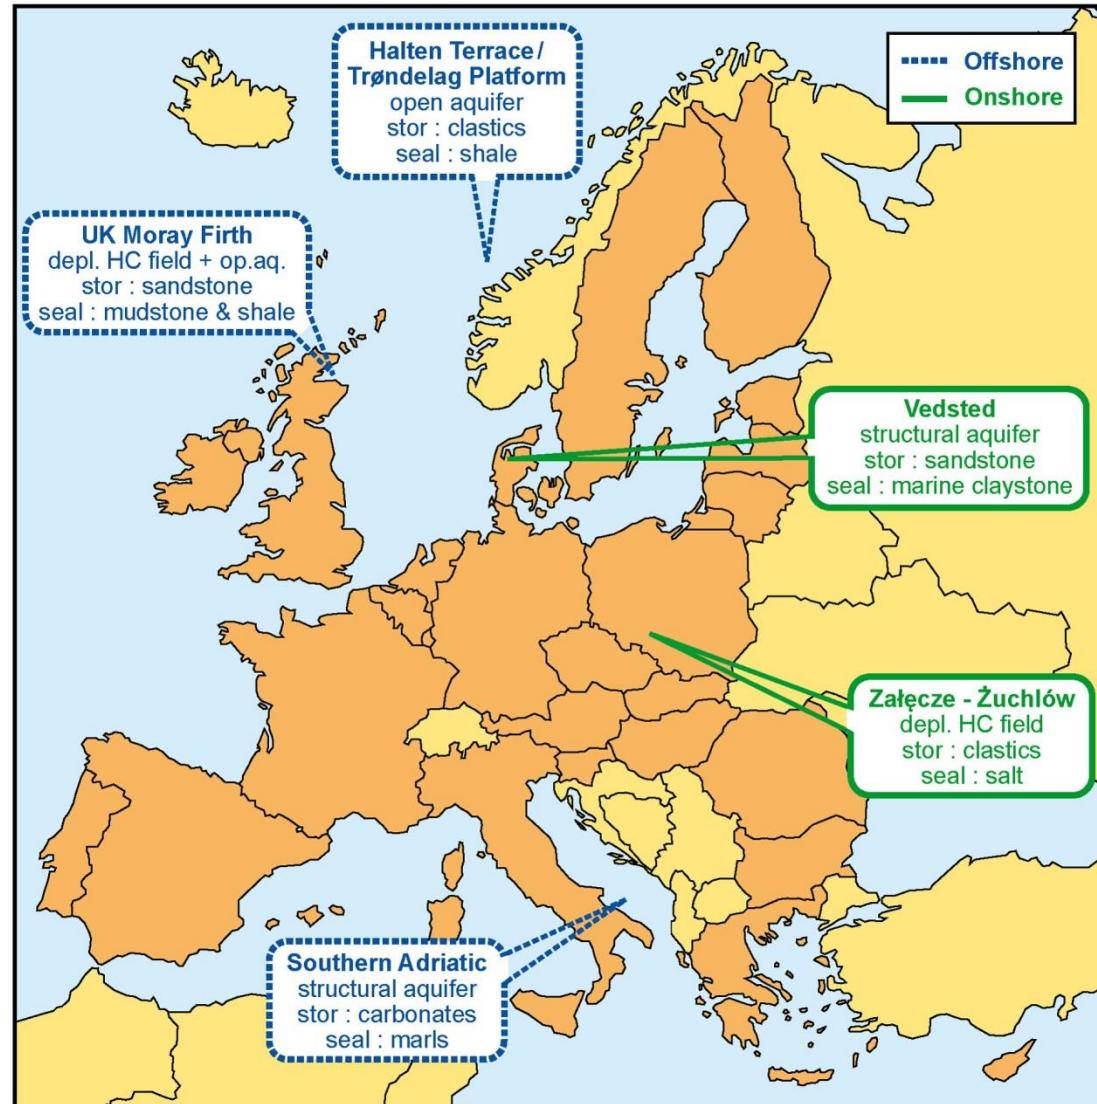 Halten Terrace /
Trøndelag Platform
open aquifer
stor : clastics
seal : shale
Offshore
Onshore
UK Moray Firth
depl. HC field + op.aq.
stor : sandstone
seal : mudstone & shale
Vedsted
structural aquifer
stor : sandstone
seal : marine claystone
Załęcze - Żuchlów
depl. HC field
stor : clastics
seal : salt
Southern Adriatic
structural aquifer
stor : carbonates
seal : marls